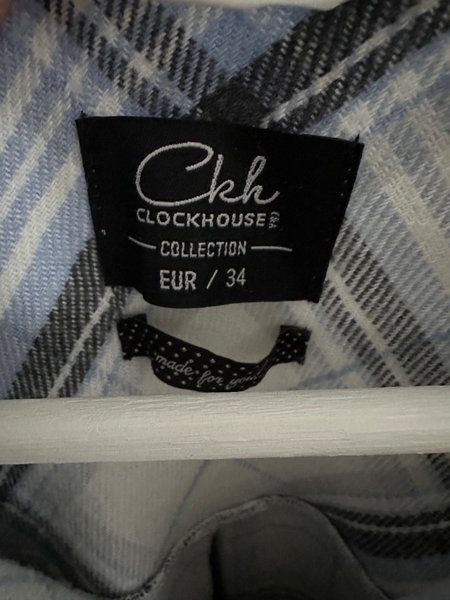 Ckh
CLOCKHOUSE C&A
— COLLECTION —
EUR / 34
made for you!